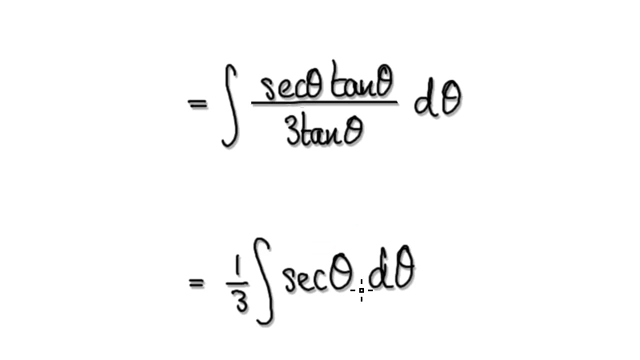 = ∫ secθ tanθ / 3tanθ dθ
= 1/3 ∫ secθ dθ